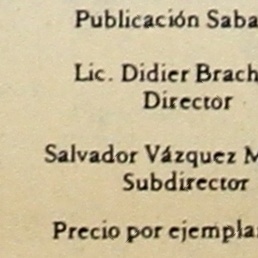 Publicación Saba
Lic. Didier Brach
Director
Salvador Vázquez M
Subdirector
Precio por ejempla